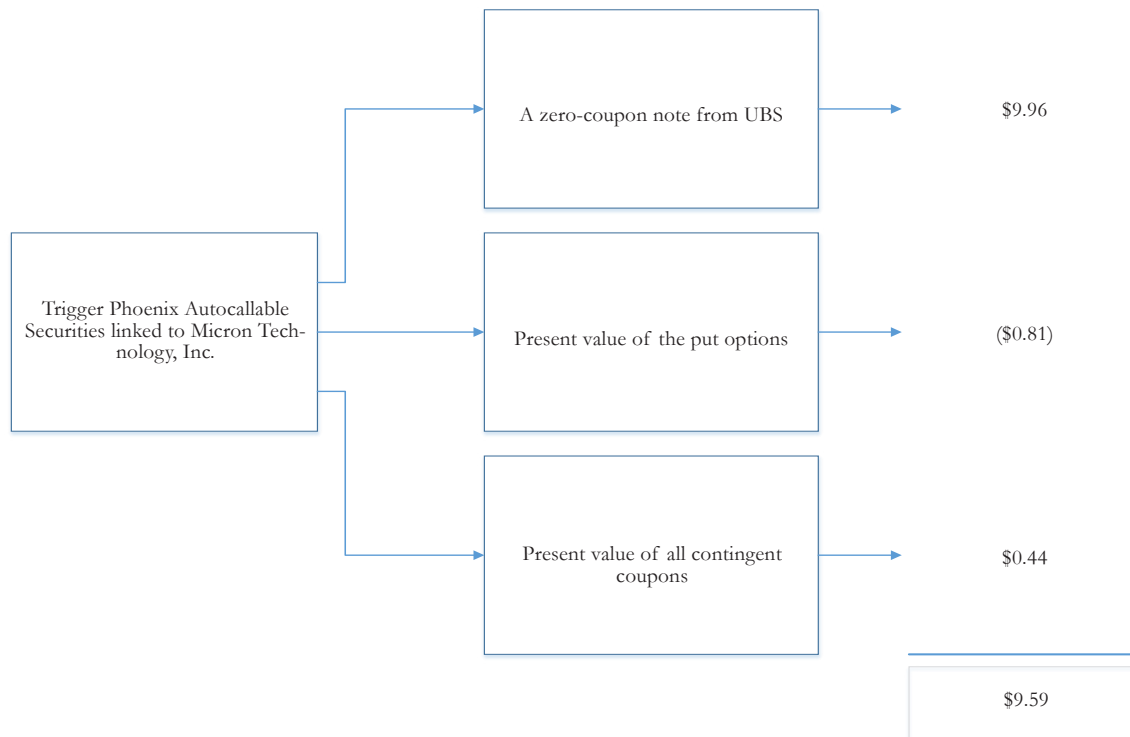 A zero-coupon note from UBS
$9.96
Trigger Phoenix Autocallable
Securities linked to Micron Tech-
nology, Inc.
Present value of the put options
($0.81)
Present value of all contingent
coupons
$0.44
$9.59